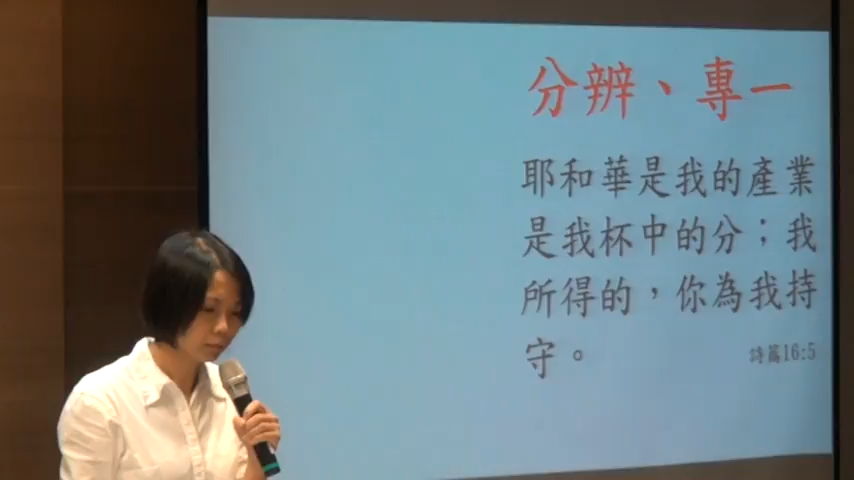 分辨、專一
耶和華是我的產業
是我杯中的分；我
所得的，你為我持
守。
詩篇16:5